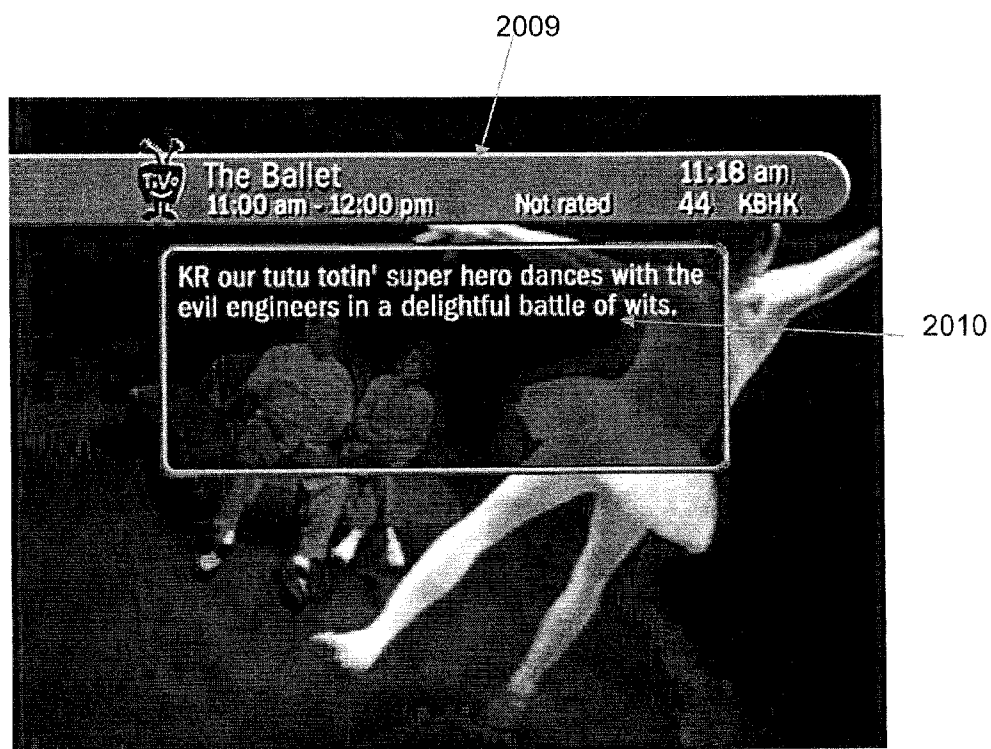 2009
TiVo
The Ballet 11:18 am
11:00 am - 12:00 pm Not rated 44 KBHK
KR our tutu totin' super hero dances with the
evil engineers in a delightful battle of wits.
2010